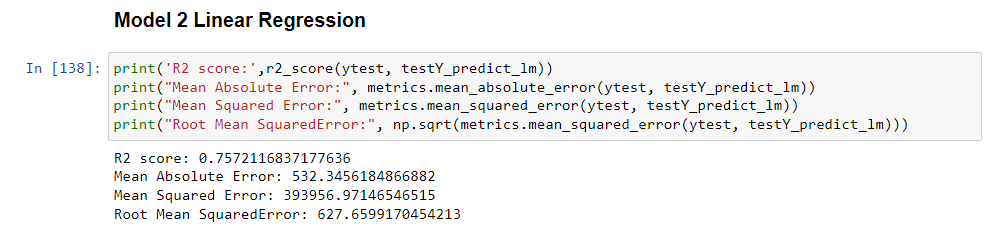 Model 2 Linear Regression
In [138]: print('R2 score:',r2_score(ytest, testY_predict_lm))
print("Mean Absolute Error:", metrics.mean_absolute_error(ytest, testY_predict_lm))
print("Mean Squared Error:", metrics.mean_squared_error(ytest, testY_predict_lm))
print("Root Mean SquaredError:", np.sqrt(metrics.mean_squared_error(ytest, testY_predict_lm)))
R2 score: 0.7572116837177636
Mean Absolute Error: 532.3456184866882
Mean Squared Error: 393956.97146546515
Root Mean SquaredError: 627.6599170454213